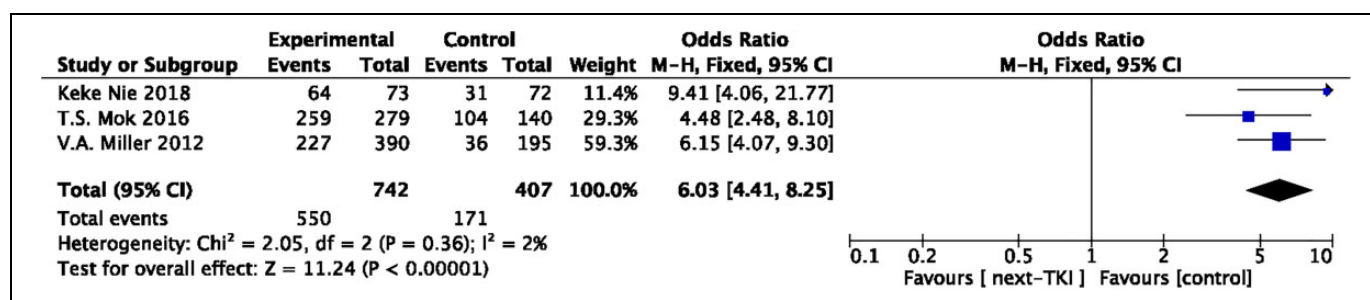 Experimental Control Odds Ratio Odds Ratio
Study or Subgroup Events Total Events Total Weight M-H, Fixed, 95% CI M-H, Fixed, 95% CI
Keke Nie 2018 64 73 31 72 11.4% 9.41 [4.06, 21.77]
T.S. Mok 2016 259 279 104 140 29.3% 4.48 [2.48, 8.10]
V.A. Miller 2012 227 390 36 195 59.3% 6.15 [4.07, 9.30]
Total (95% CI) 742 407 100.0% 6.03 [4.41, 8.25]
Total events 550 171
Heterogeneity: Chi² = 2.05, df = 2 (P = 0.36); I² = 2%
Test for overall effect: Z = 11.24 (P < 0.00001)
0.1 0.2 0.5 1 2 5 10
Favours [ next-TKI ] Favours [control]